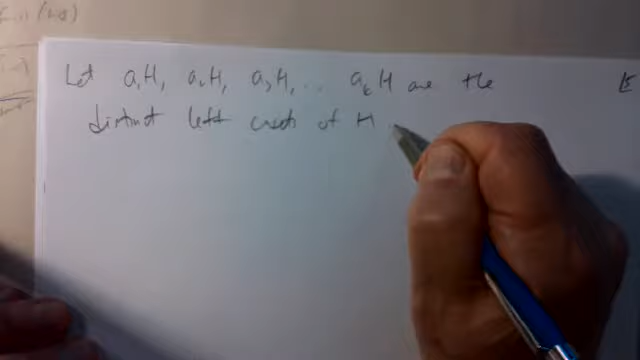 Let a₁H, a₂H, a₃H, ... aₖH are the
distinct left cosets of H